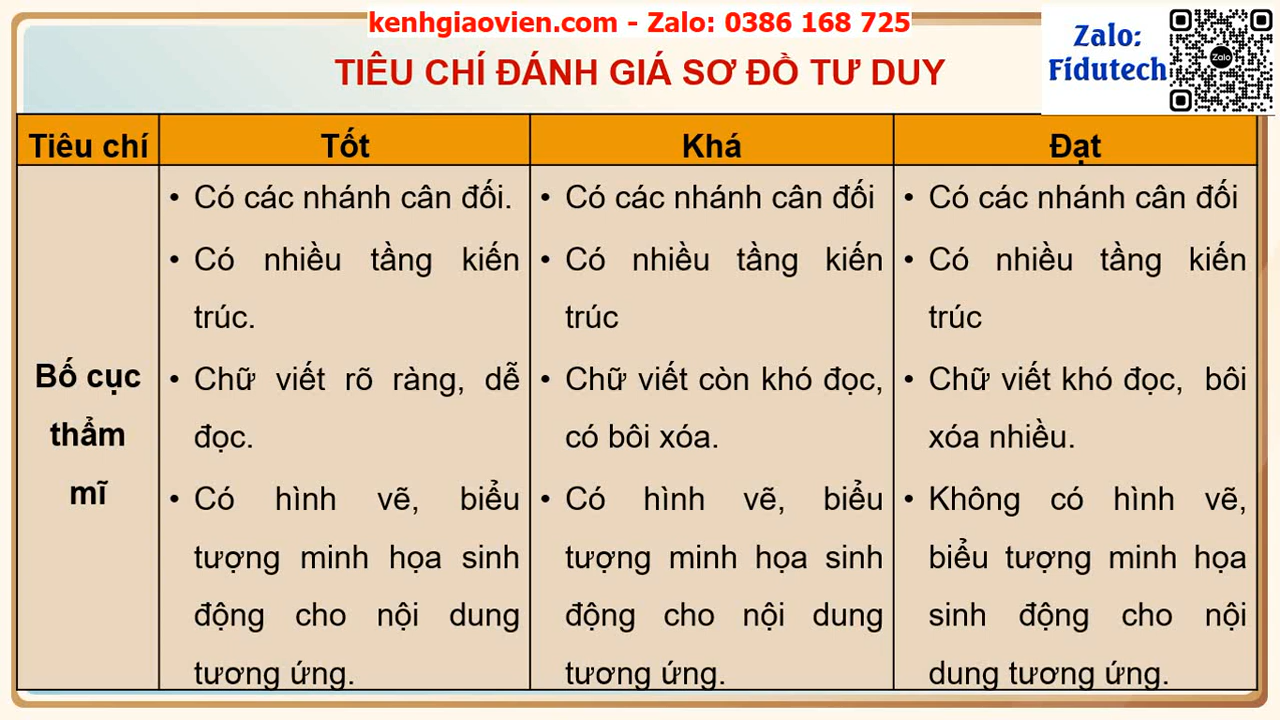 kenhgiaovien.com - Zalo: 0386 168 725
Zalo:
Fidutech
Zalo
TIÊU CHÍ ĐÁNH GIÁ SƠ ĐỒ TƯ DUY
Tiêu chí
Tốt
Khá
Đạt
Bố cục
thẩm
mĩ
• Có các nhánh cân đối.
• Có nhiều tầng kiến
trúc.
• Chữ viết rõ ràng, dễ
đọc.
• Có hình vẽ, biểu
tượng minh họa sinh
động cho nội dung
tương ứng.
• Có các nhánh cân đối
• Có nhiều tầng kiến
trúc
• Chữ viết còn khó đọc,
có bôi xóa.
• Có hình vẽ, biểu
tượng minh họa sinh
động cho nội dung
tương ứng.
• Có các nhánh cân đối
• Có nhiều tầng kiến
trúc
• Chữ viết khó đọc, bôi
xóa nhiều.
• Không có hình vẽ,
biểu tượng minh họa
sinh động cho nội
dung tương ứng.